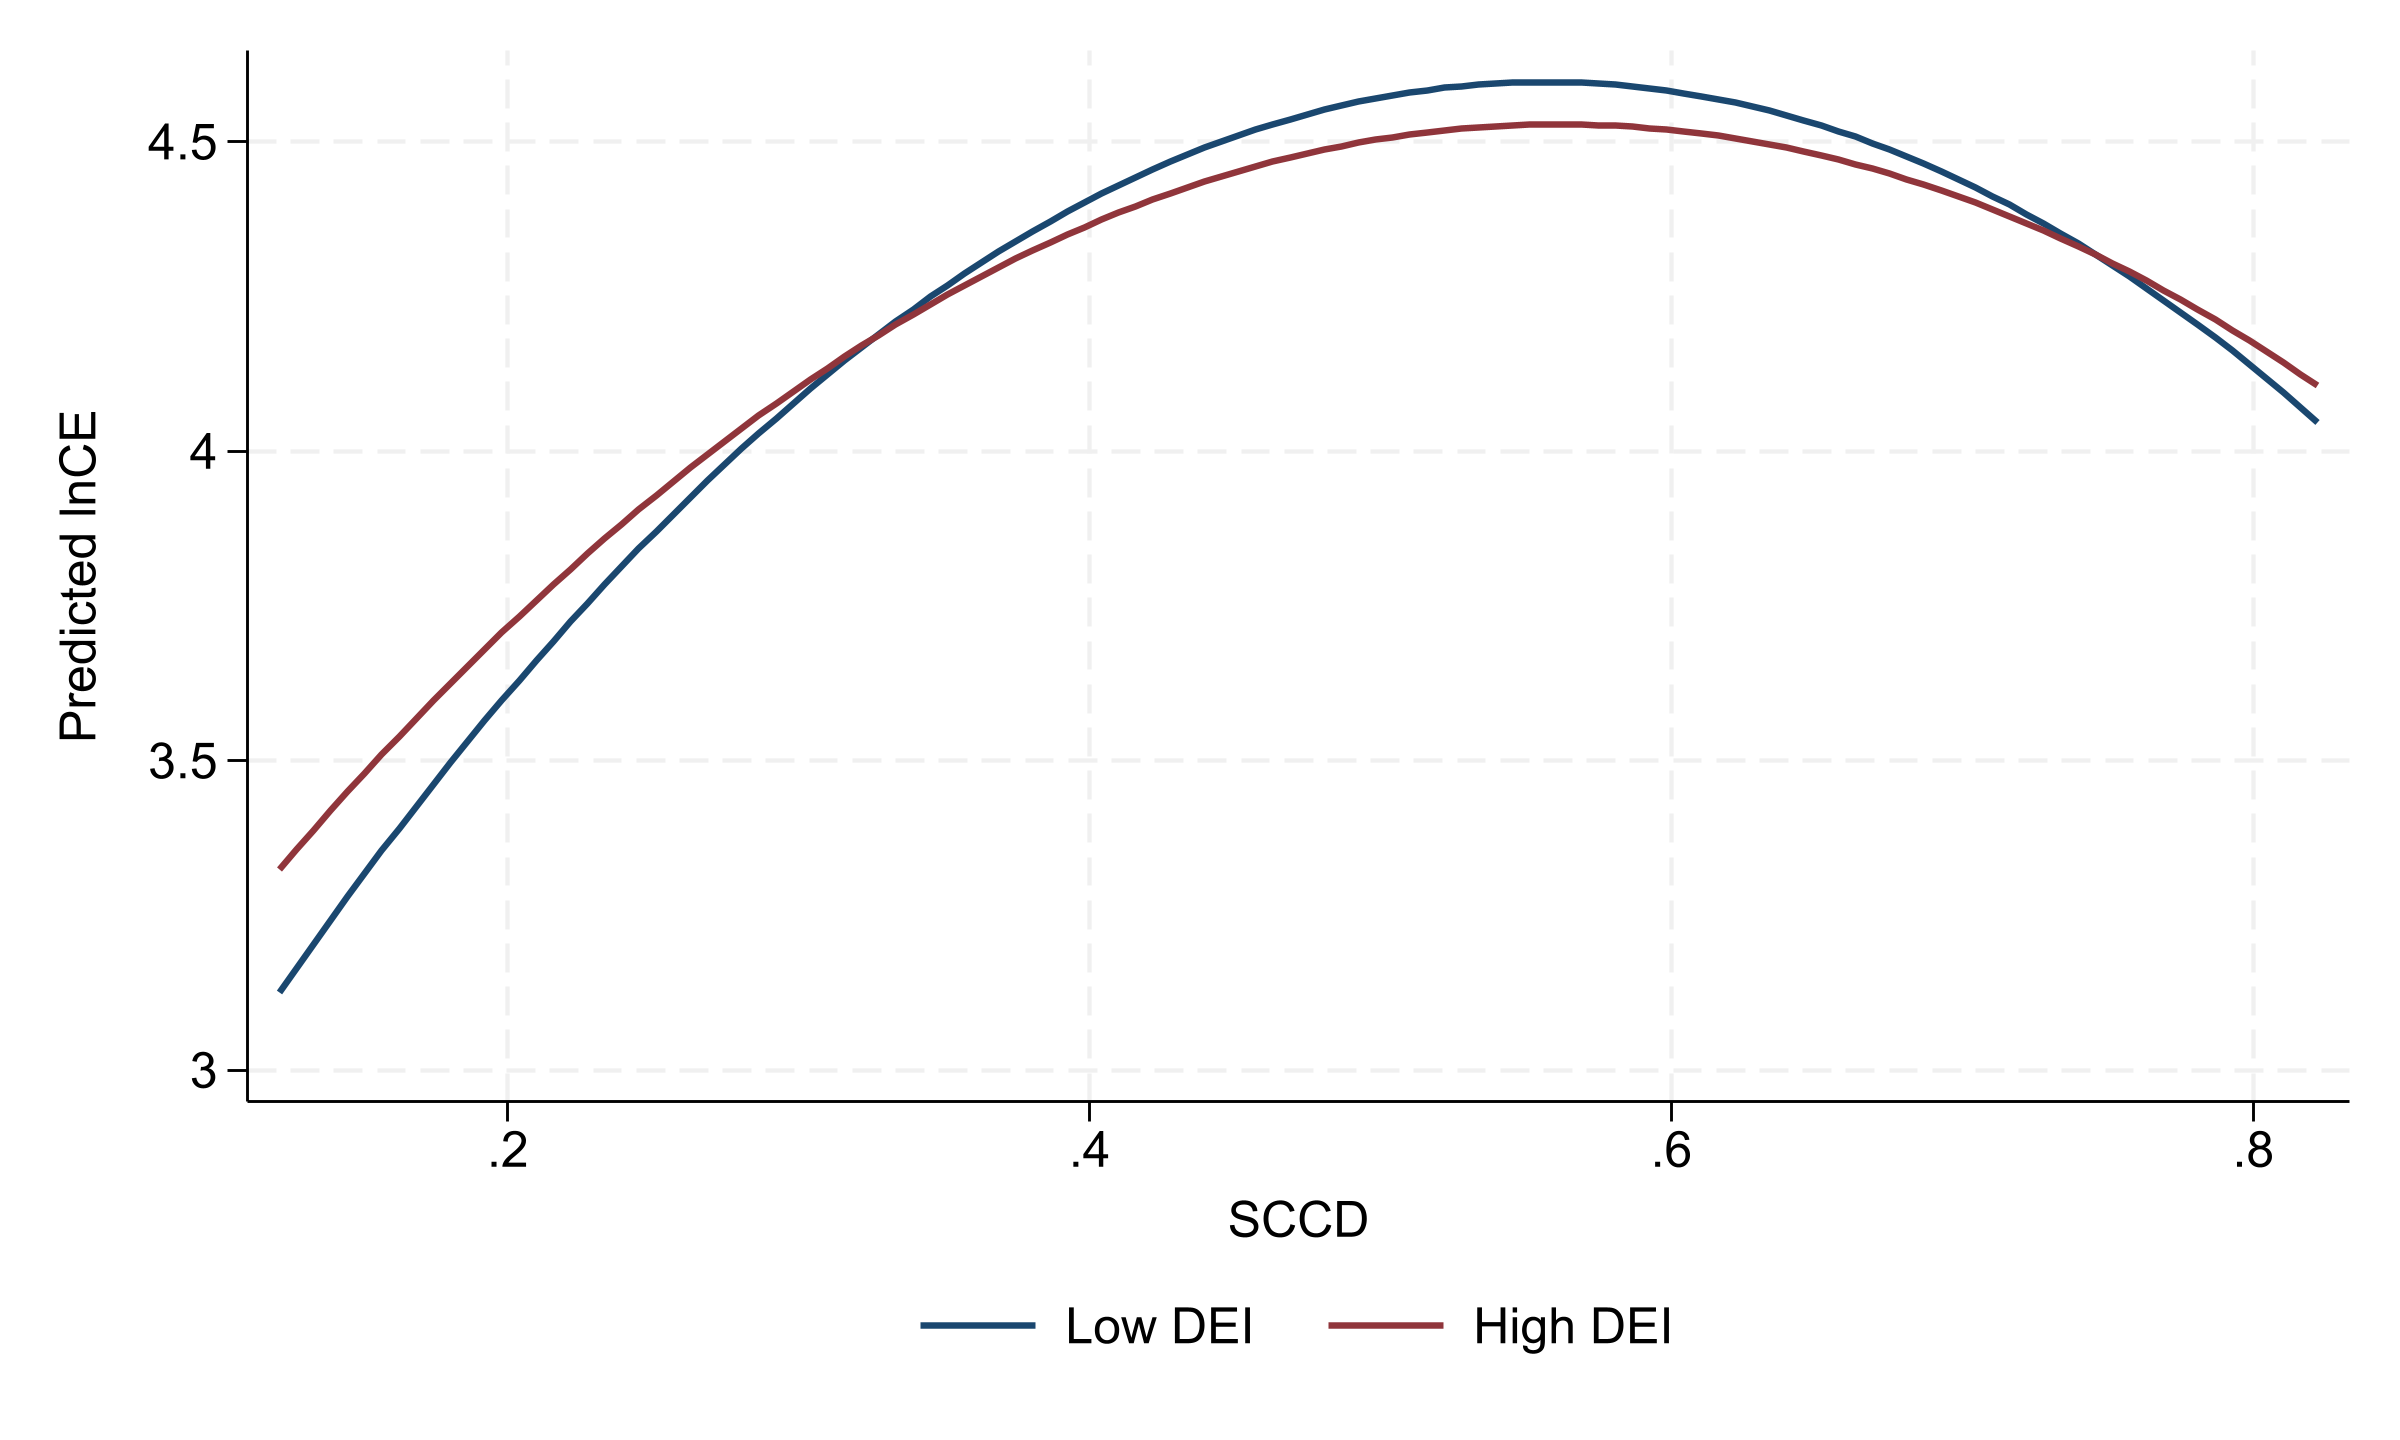 Predicted lnCE
4.5
4
3.5
3
.2 .4 .6 .8
SCCD
Low DEI High DEI